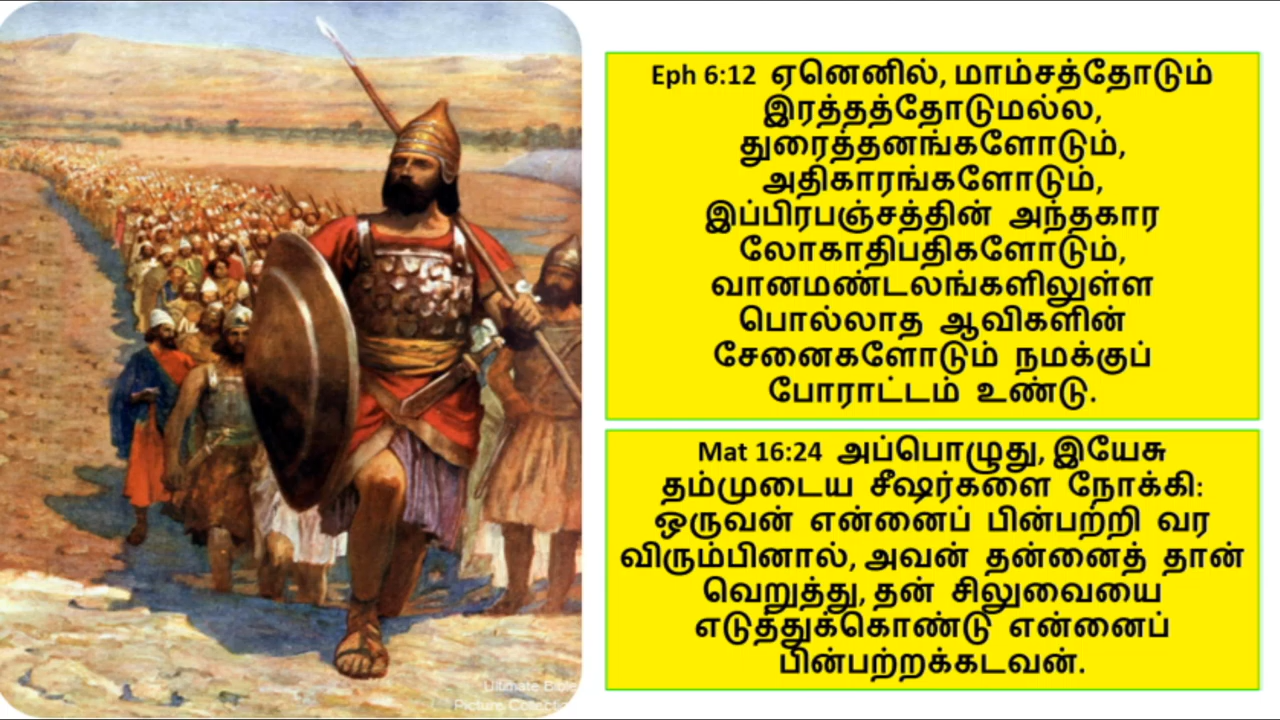 Eph 6:12 ஏனெனில், மாம்சத்தோடும்
இரத்தத்தோடுமல்ல,
துரைத்தனங்களோடும்,
அதிகாரங்களோடும்,
இப்பிரபஞ்சத்தின் அந்தகார
லோகாதிபதிகளோடும்,
வானமண்டலங்களிலுள்ள
பொல்லாத ஆவிகளின்
சேனைகளோடும் நமக்குப்
போராட்டம் உண்டு.
Mat 16:24 அப்பொழுது, இயேசு
தம்முடைய சீஷர்களை நோக்கி:
ஒருவன் என்னைப் பின்பற்றி வர
விரும்பினால், அவன் தன்னைத் தான்
வெறுத்து, தன் சிலுவையை
எடுத்துக்கொண்டு என்னைப்
பின்பற்றக்கடவன்.
Ultimate Bible
Picture Collectio